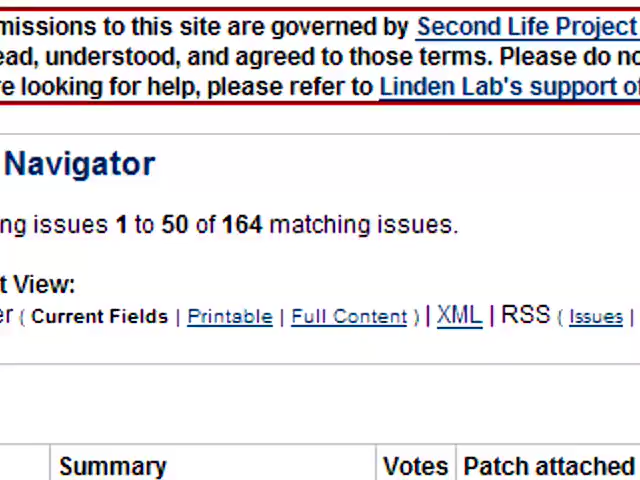 missions to this site are governed by Second Life Project
ead, understood, and agreed to those terms. Please do no
re looking for help, please refer to Linden Lab's support of
Navigator
ng issues 1 to 50 of 164 matching issues.
t View:
er ( Current Fields | Printable | Full Content ) | XML | RSS ( Issues |
Summary Votes Patch attached